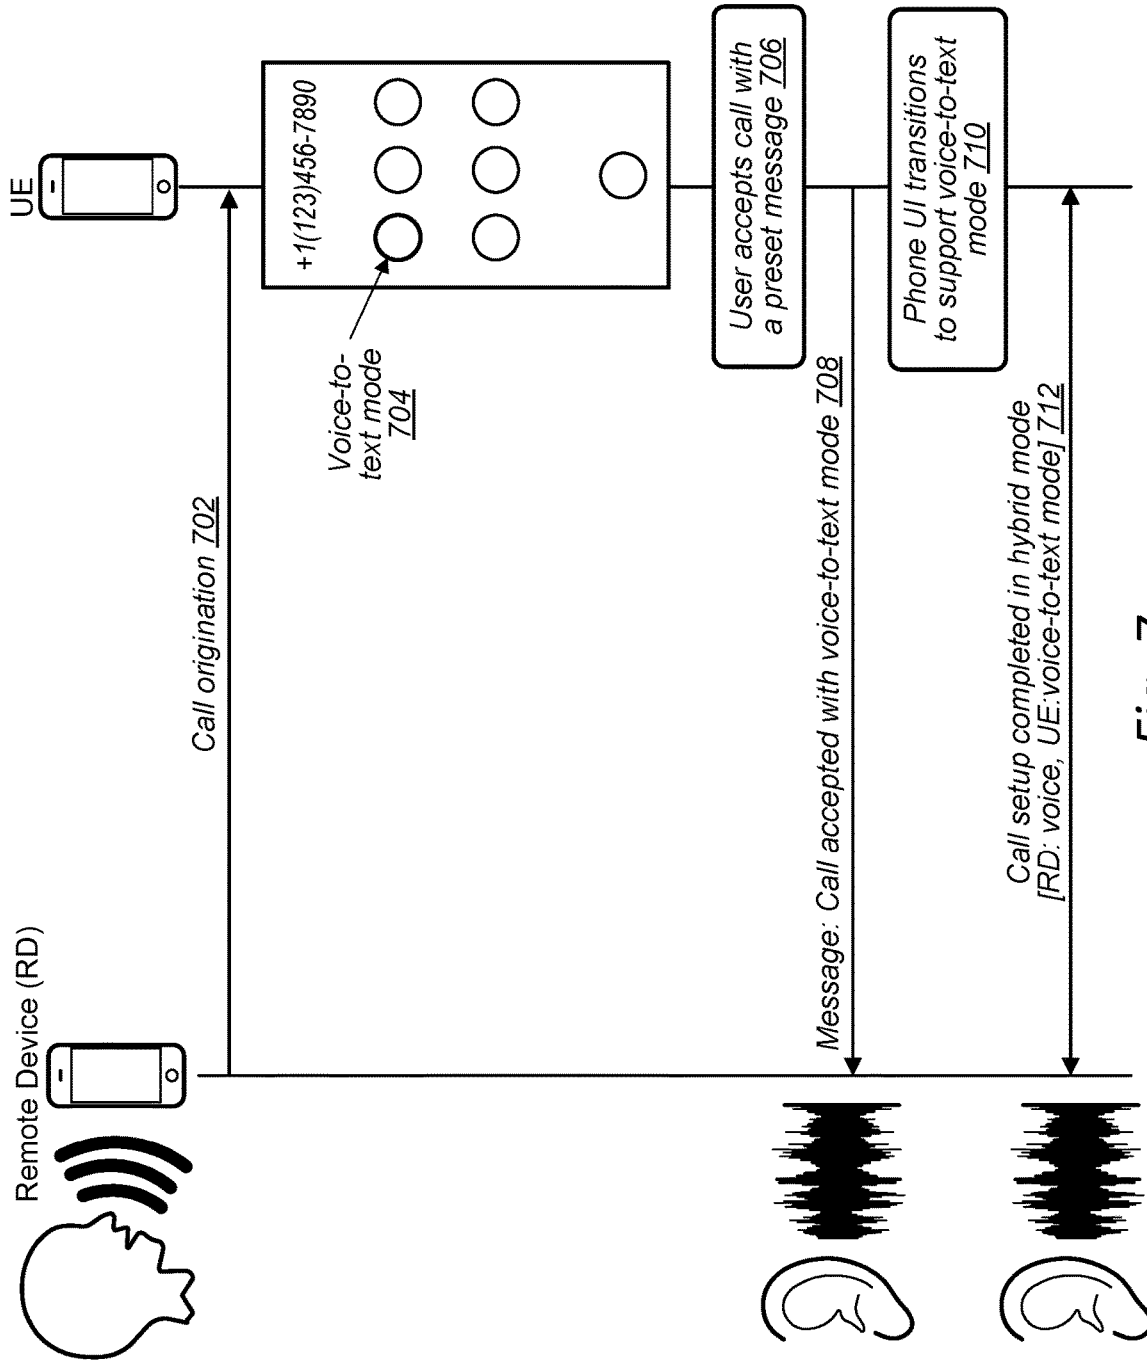 Remote Device (RD)
UE
Call origination 702
+1(123)456-7890
Voice-to-
text mode
704
User accepts call with
a preset message 706
Message: Call accepted with voice-to-text mode 708
Phone UI transitions
to support voice-to-text
mode 710
Call setup completed in hybrid mode
[RD: voice, UE:voice-to-text mode] 712